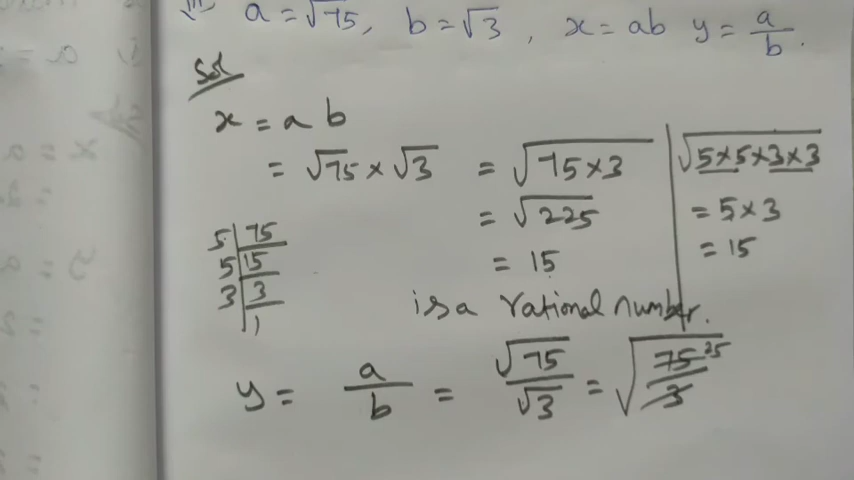 (iii) a = √75, b = √3, x = ab y = a/b.
Sol
x = a b
= √75 × √3 = √75×3 | √5×5×3×3
= √225 = 5×3
= 15 = 15
5 | 75
5 | 15
3 | 3
1
is a rational number.
y = a/b = √75/√3 = √75/3 25